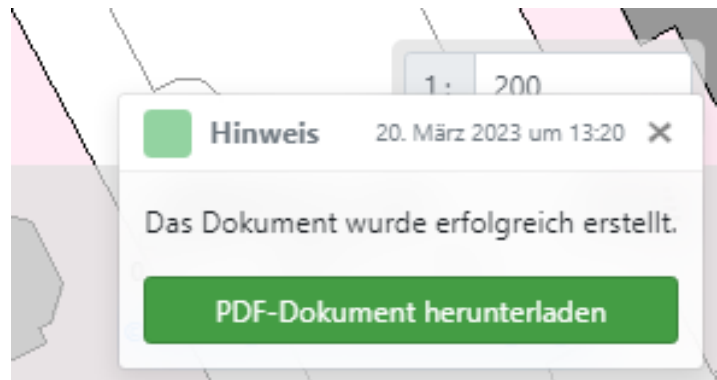 1 : 200
Hinweis 20. März 2023 um 13:20 ×
Das Dokument wurde erfolgreich erstellt.
PDF-Dokument herunterladen